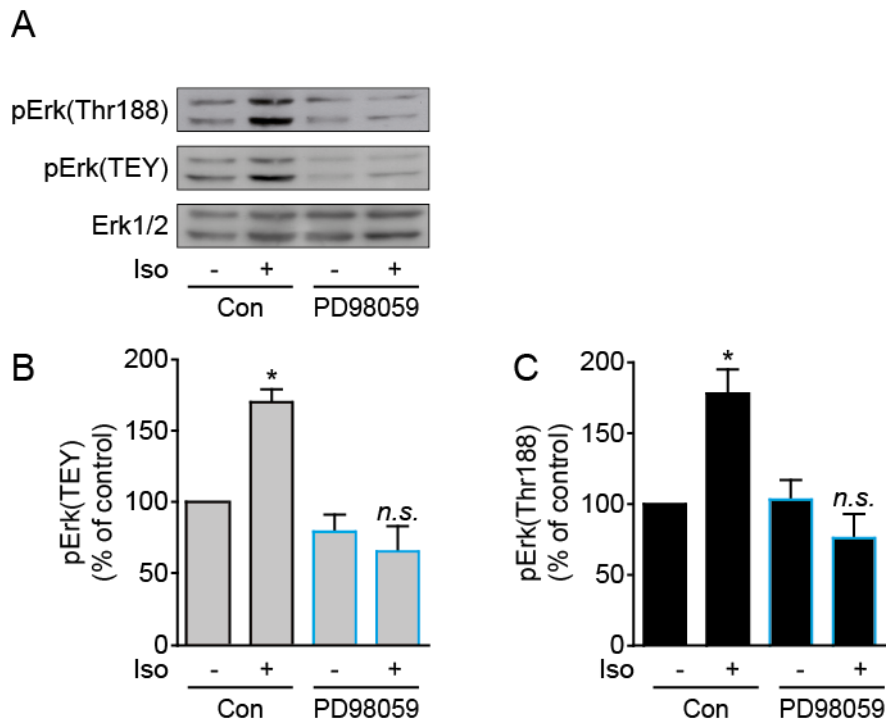 A
pErk(Thr188)
pErk(TEY)
Erk1/2
Iso - + - +
Con PD98059
B
pErk(TEY)
(% of control)
200
150
100
50
0
*
n.s.
Iso - + - +
Con PD98059
C
pErk(Thr188)
(% of control)
200
150
100
50
0
*
n.s.
Iso - + - +
Con PD98059